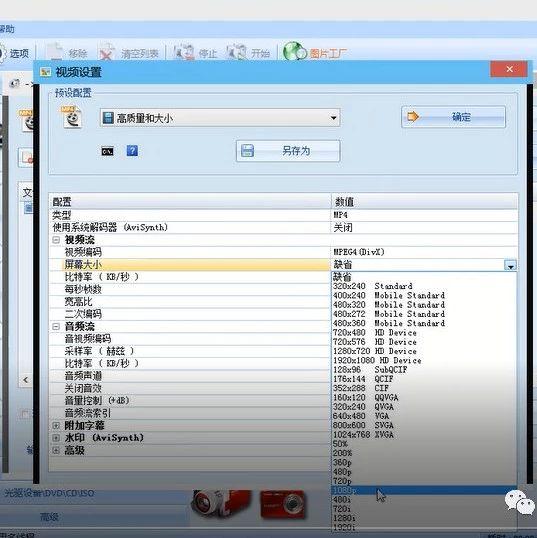 帮助
选项 移除 清空列表 停止 开始 图片工厂
视频设置
预设配置
高质量和大小
确定
另存为
配置 数值
类型 MP4
使用系统解码器 (AviSynth) 关闭
视频流
视频编码 MPEG4(DivX)
屏幕大小 缺省
比特率 ( KB/秒 ) 缺省
每秒帧数
宽高比
二次编码
音频流
音视频编码
采样率 ( 赫兹 )
比特率 ( KB/秒 )
音频声道
关闭音效
音量控制 (+dB)
音频流索引
附加字幕
水印 (AviSynth)
高级
320x240 Standard
400x240 Mobile Standard
480x320 Mobile Standard
480x272 Mobile Standard
480x360 Mobile Standard
720x480 HD Device
720x576 HD Device
1280x720 HD Device
1920x1080 HD Device
128x96 SubQCIF
176x144 QCIF
352x288 CIF
160x120 QQVGA
320x240 QVGA
640x480 VGA
800x600 SVGA
1024x768 XVGA
50%
200%
360p
480p
720p
1080p
480i
720i
1280i
1920i
光驱设备\DVD\CD\ISO
高级